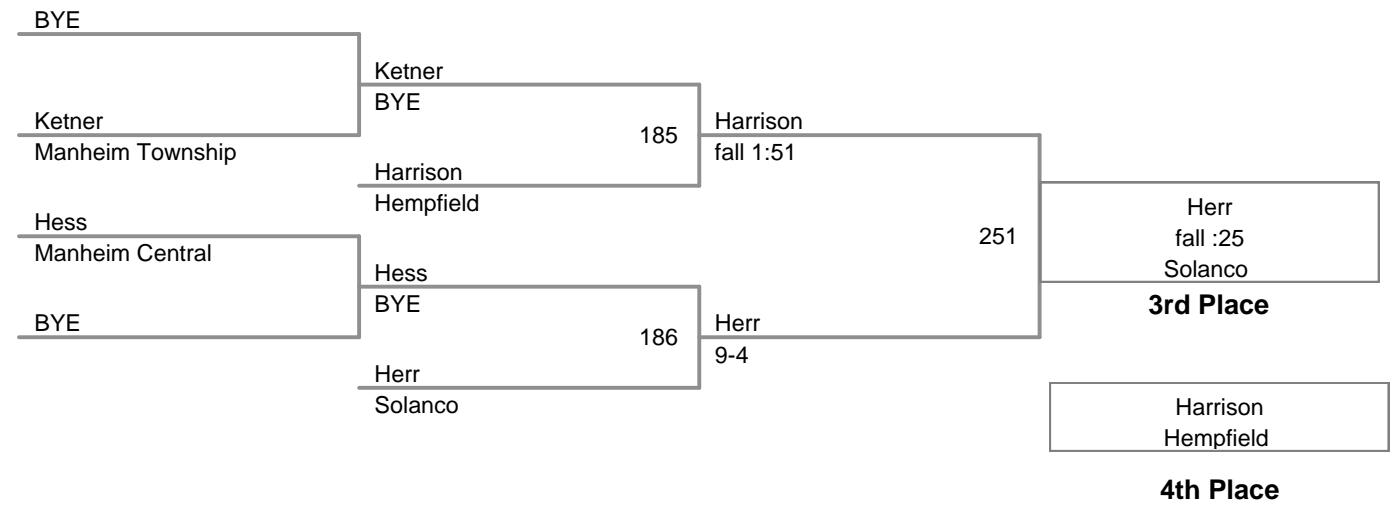 BYE
Ketner
BYE
Ketner
Manheim Township
185
Harrison
fall 1:51
Harrison
Hempfield
Hess
Manheim Central
Herr
fall :25
Solanco
251
Hess
BYE
3rd Place
BYE
186
Herr
9-4
Herr
Solanco
Harrison
Hempfield
4th Place